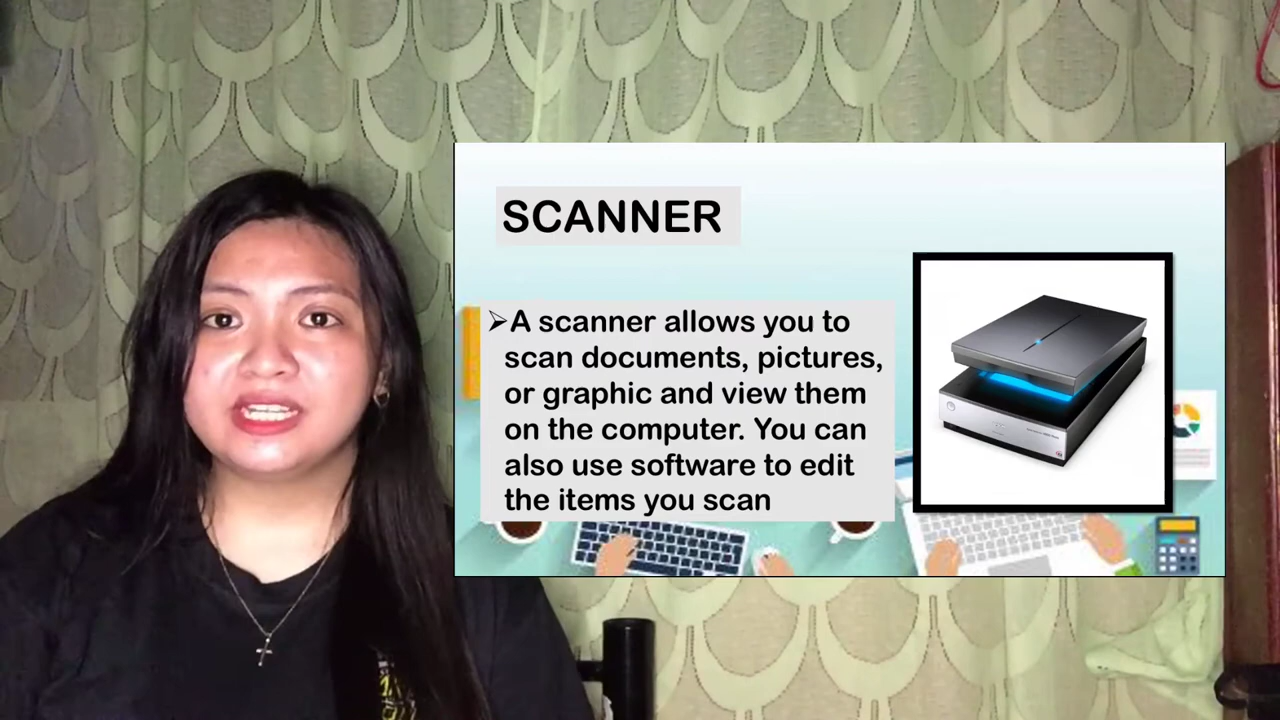 SCANNER
➢A scanner allows you to
scan documents, pictures,
or graphic and view them
on the computer. You can
also use software to edit
the items you scan